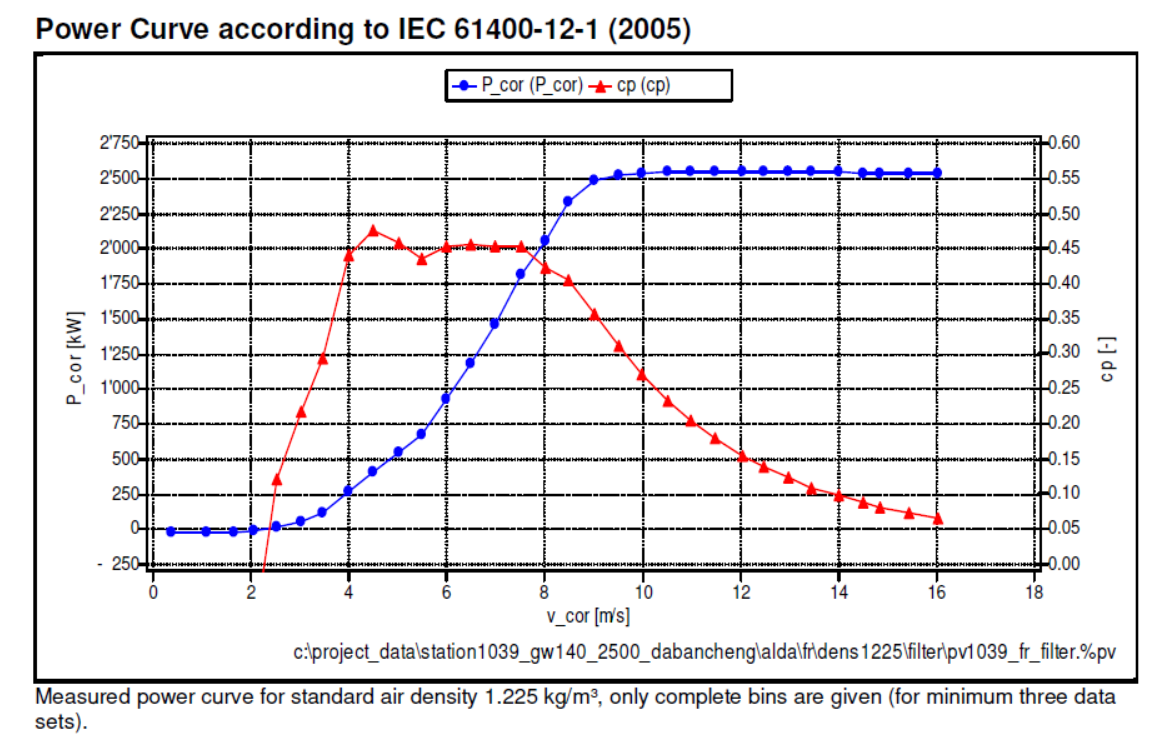 Power Curve according to IEC 61400-12-1 (2005)
P_cor (P_cor) cp (cp)
2'750 0.60
2'500 0.55
2'250 0.50
2'000 0.45
1'750 0.40
1'500 0.35
1'250 0.30
1'000 0.25
750 0.20
500 0.15
250 0.10
0 0.05
- 250 0.00
P_cor [kW]
cp [-]
0 2 4 6 8 10 12 14 16 18
v_cor [m/s]
c:\project_data\station1039_gw140_2500_dabancheng\alda\fr\dens1225\filter\pv1039_fr_filter.%pv
Measured power curve for standard air density 1.225 kg/m³, only complete bins are given (for minimum three data
sets).